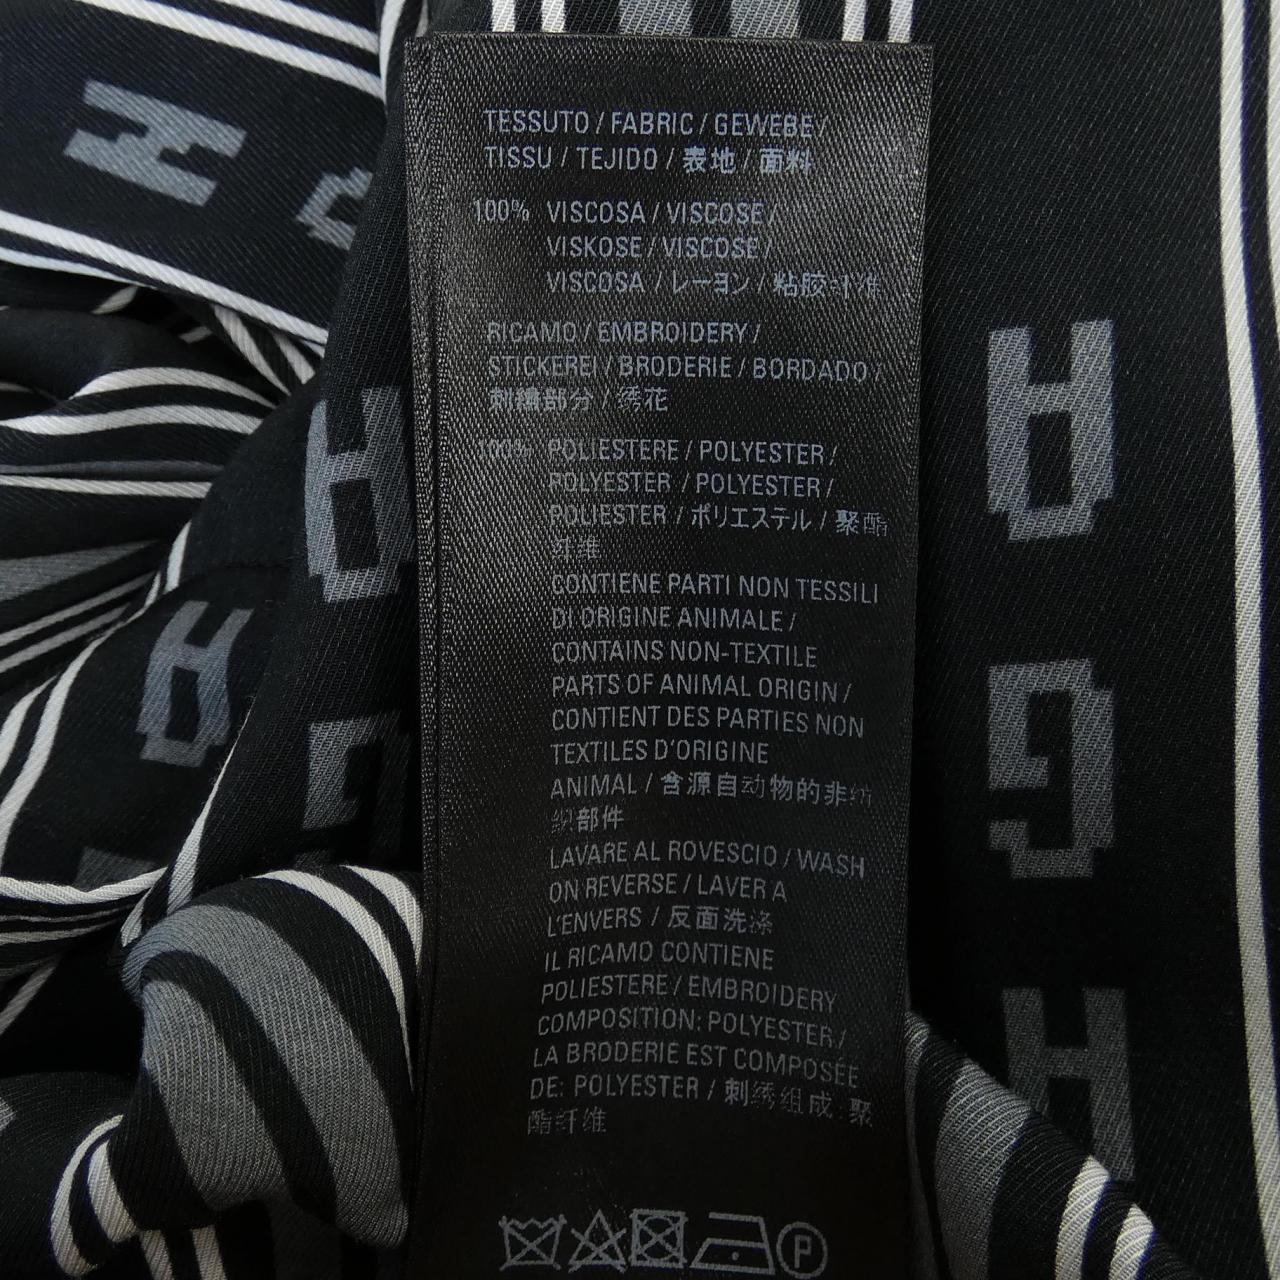 TESSUTO / FABRIC / GEWEBE /
TISSU / TEJIDO / 表地 / 面料
100% VISCOSA / VISCOSE /
VISKOSE / VISCOSE /
VISCOSA / レーヨン / 粘胶纤维
RICAMO / EMBROIDERY /
STICKEREI / BRODERIE / BORDADO /
刺繍部分 / 绣花
100% POLIESTERE / POLYESTER /
POLYESTER / POLYESTER /
POLIESTER / ポリエステル / 聚酯
纤维
CONTIENE PARTI NON TESSILI
DI ORIGINE ANIMALE /
CONTAINS NON-TEXTILE
PARTS OF ANIMAL ORIGIN /
CONTIENT DES PARTIES NON
TEXTILES D'ORIGINE
ANIMAL / 含源自动物的非纺
织部件
LAVARE AL ROVESCIO / WASH
ON REVERSE / LAVER A
L'ENVERS / 反面洗涤
IL RICAMO CONTIENE
POLIESTERE / EMBROIDERY
COMPOSITION: POLYESTER /
LA BRODERIE EST COMPOSÉE
DE: POLYESTER / 刺绣组成: 聚
酯纤维
P
G